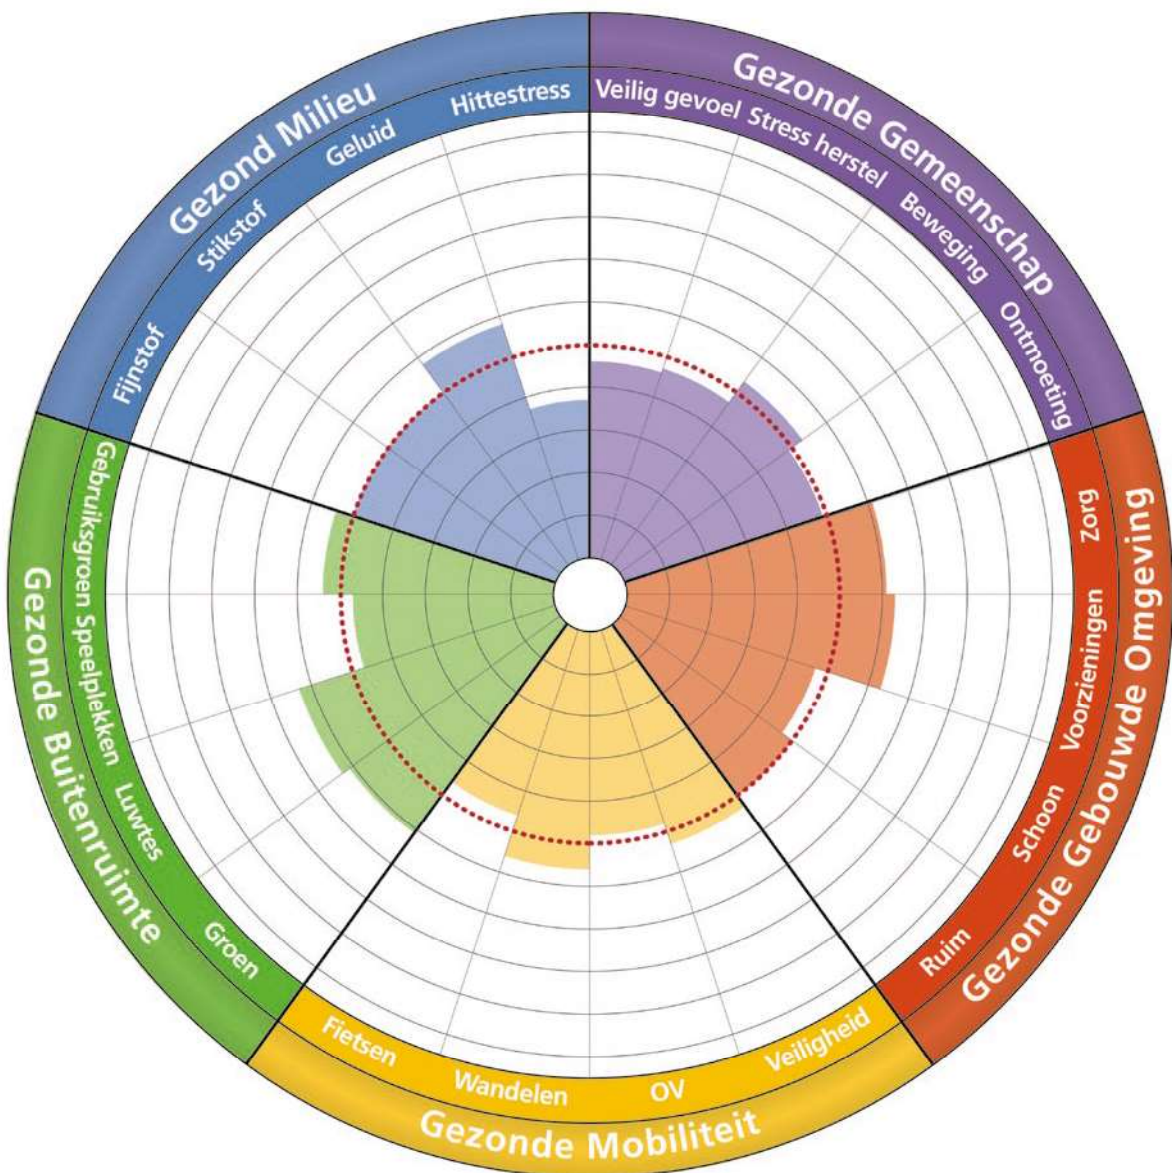 Gezonde Gemeenschap
Veilig gevoel
Stress herstel
Beweging
Ontmoeting
Gezonde Gebouwde Omgeving
Zorg
Voorzieningen
Schoon
Ruim
Gezonde Mobiliteit
Veiligheid
OV
Wandelen
Fietsen
Gezonde Buitenruimte
Groen
Luwtes
Speelplekken
Gebruiksgroen
Gezond Milieu
Fijnstof
Stikstof
Geluid
Hittestress